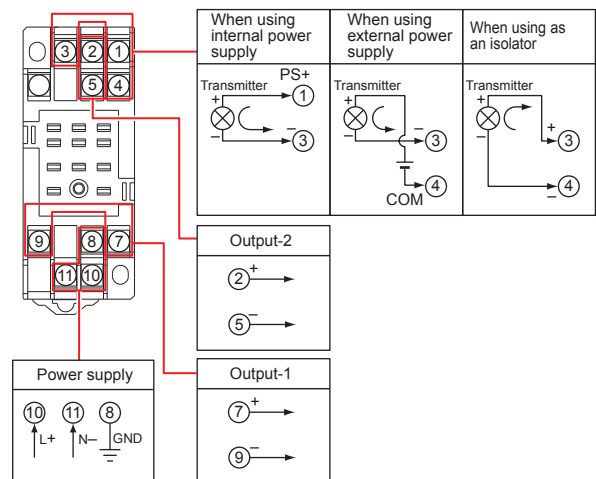 ③ ② ①
⑤ ④
⑨ ⑧ ⑦
⑪ ⑩
When using
internal power
supply
Transmitter
PS+
+
①
−
−
③
When using
external power
supply
Transmitter
+
−
−
③
④
COM
When using as
an isolator
Transmitter
+
−
+
③
④
−
Output-2
② +
⑤ −
Power supply
⑩ ⑪ ⑧
L+ N− GND
Output-1
⑦ +
⑨ −